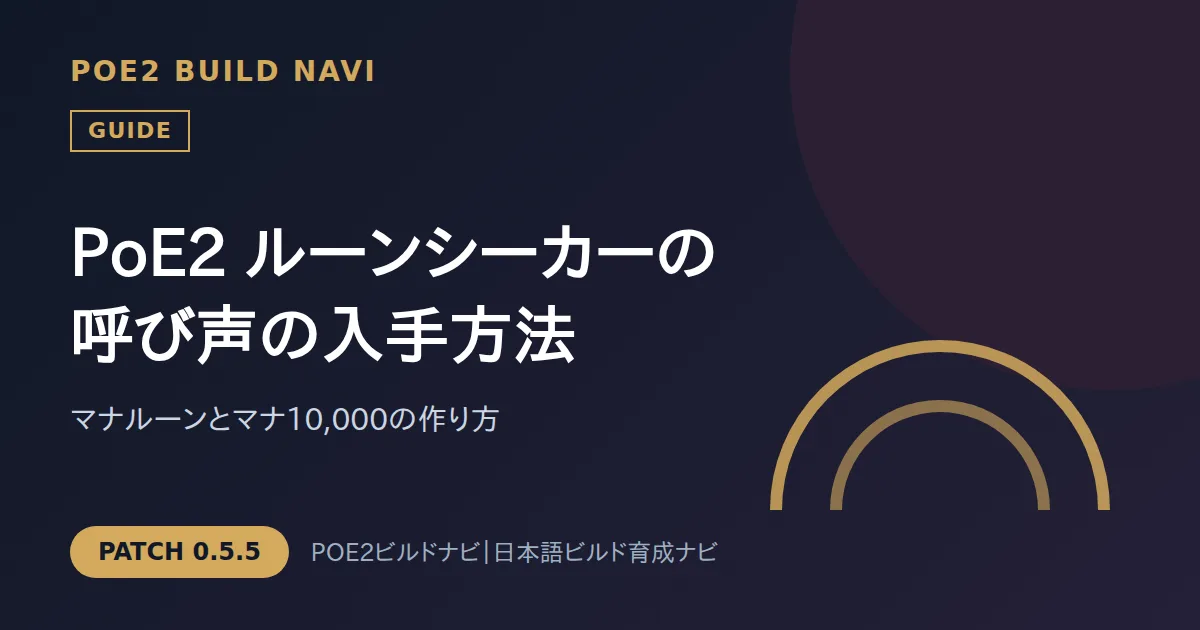 POE2 BUILD NAVI
GUIDE
PoE2 ルーンシーカーの
呼び声の入手方法
マナルーンとマナ10,000の作り方
PATCH 0.5.5
POE2ビルドナビ|日本語ビルド育成ナビ